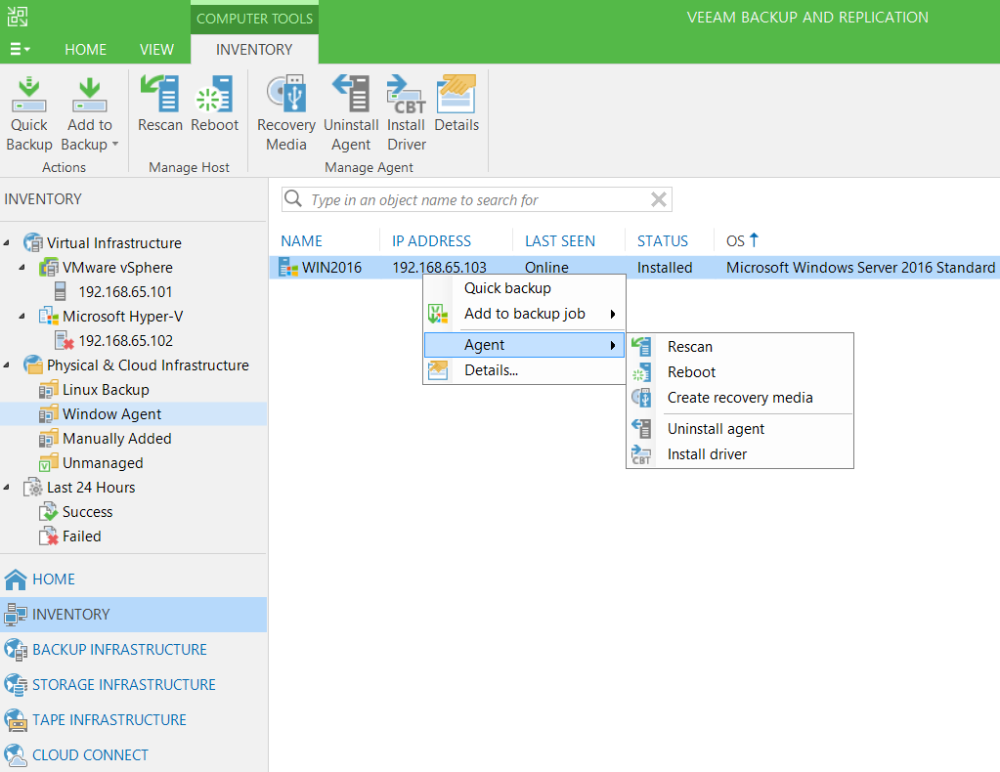 COMPUTER TOOLS
VEEAM BACKUP AND REPLICATION
HOME
VIEW
INVENTORY
Quick
Backup
Add to
Backup
Actions
Rescan
Reboot
Manage Host
Recovery
Media
Uninstall
Agent
CBT
Install
Driver
Details
Manage Agent
INVENTORY
Virtual Infrastructure
VMware vSphere
192.168.65.101
Microsoft Hyper-V
192.168.65.102
Physical & Cloud Infrastructure
Linux Backup
Window Agent
Manually Added
Unmanaged
Last 24 Hours
Success
Failed
HOME
INVENTORY
BACKUP INFRASTRUCTURE
STORAGE INFRASTRUCTURE
TAPE INFRASTRUCTURE
CLOUD CONNECT
Type in an object name to search for
NAME IP ADDRESS LAST SEEN STATUS OS
WIN2016 192.168.65.103 Online Installed Microsoft Windows Server 2016 Standard
Quick backup
Add to backup job
Agent
Details...
Rescan
Reboot
Create recovery media
Uninstall agent
CBT Install driver